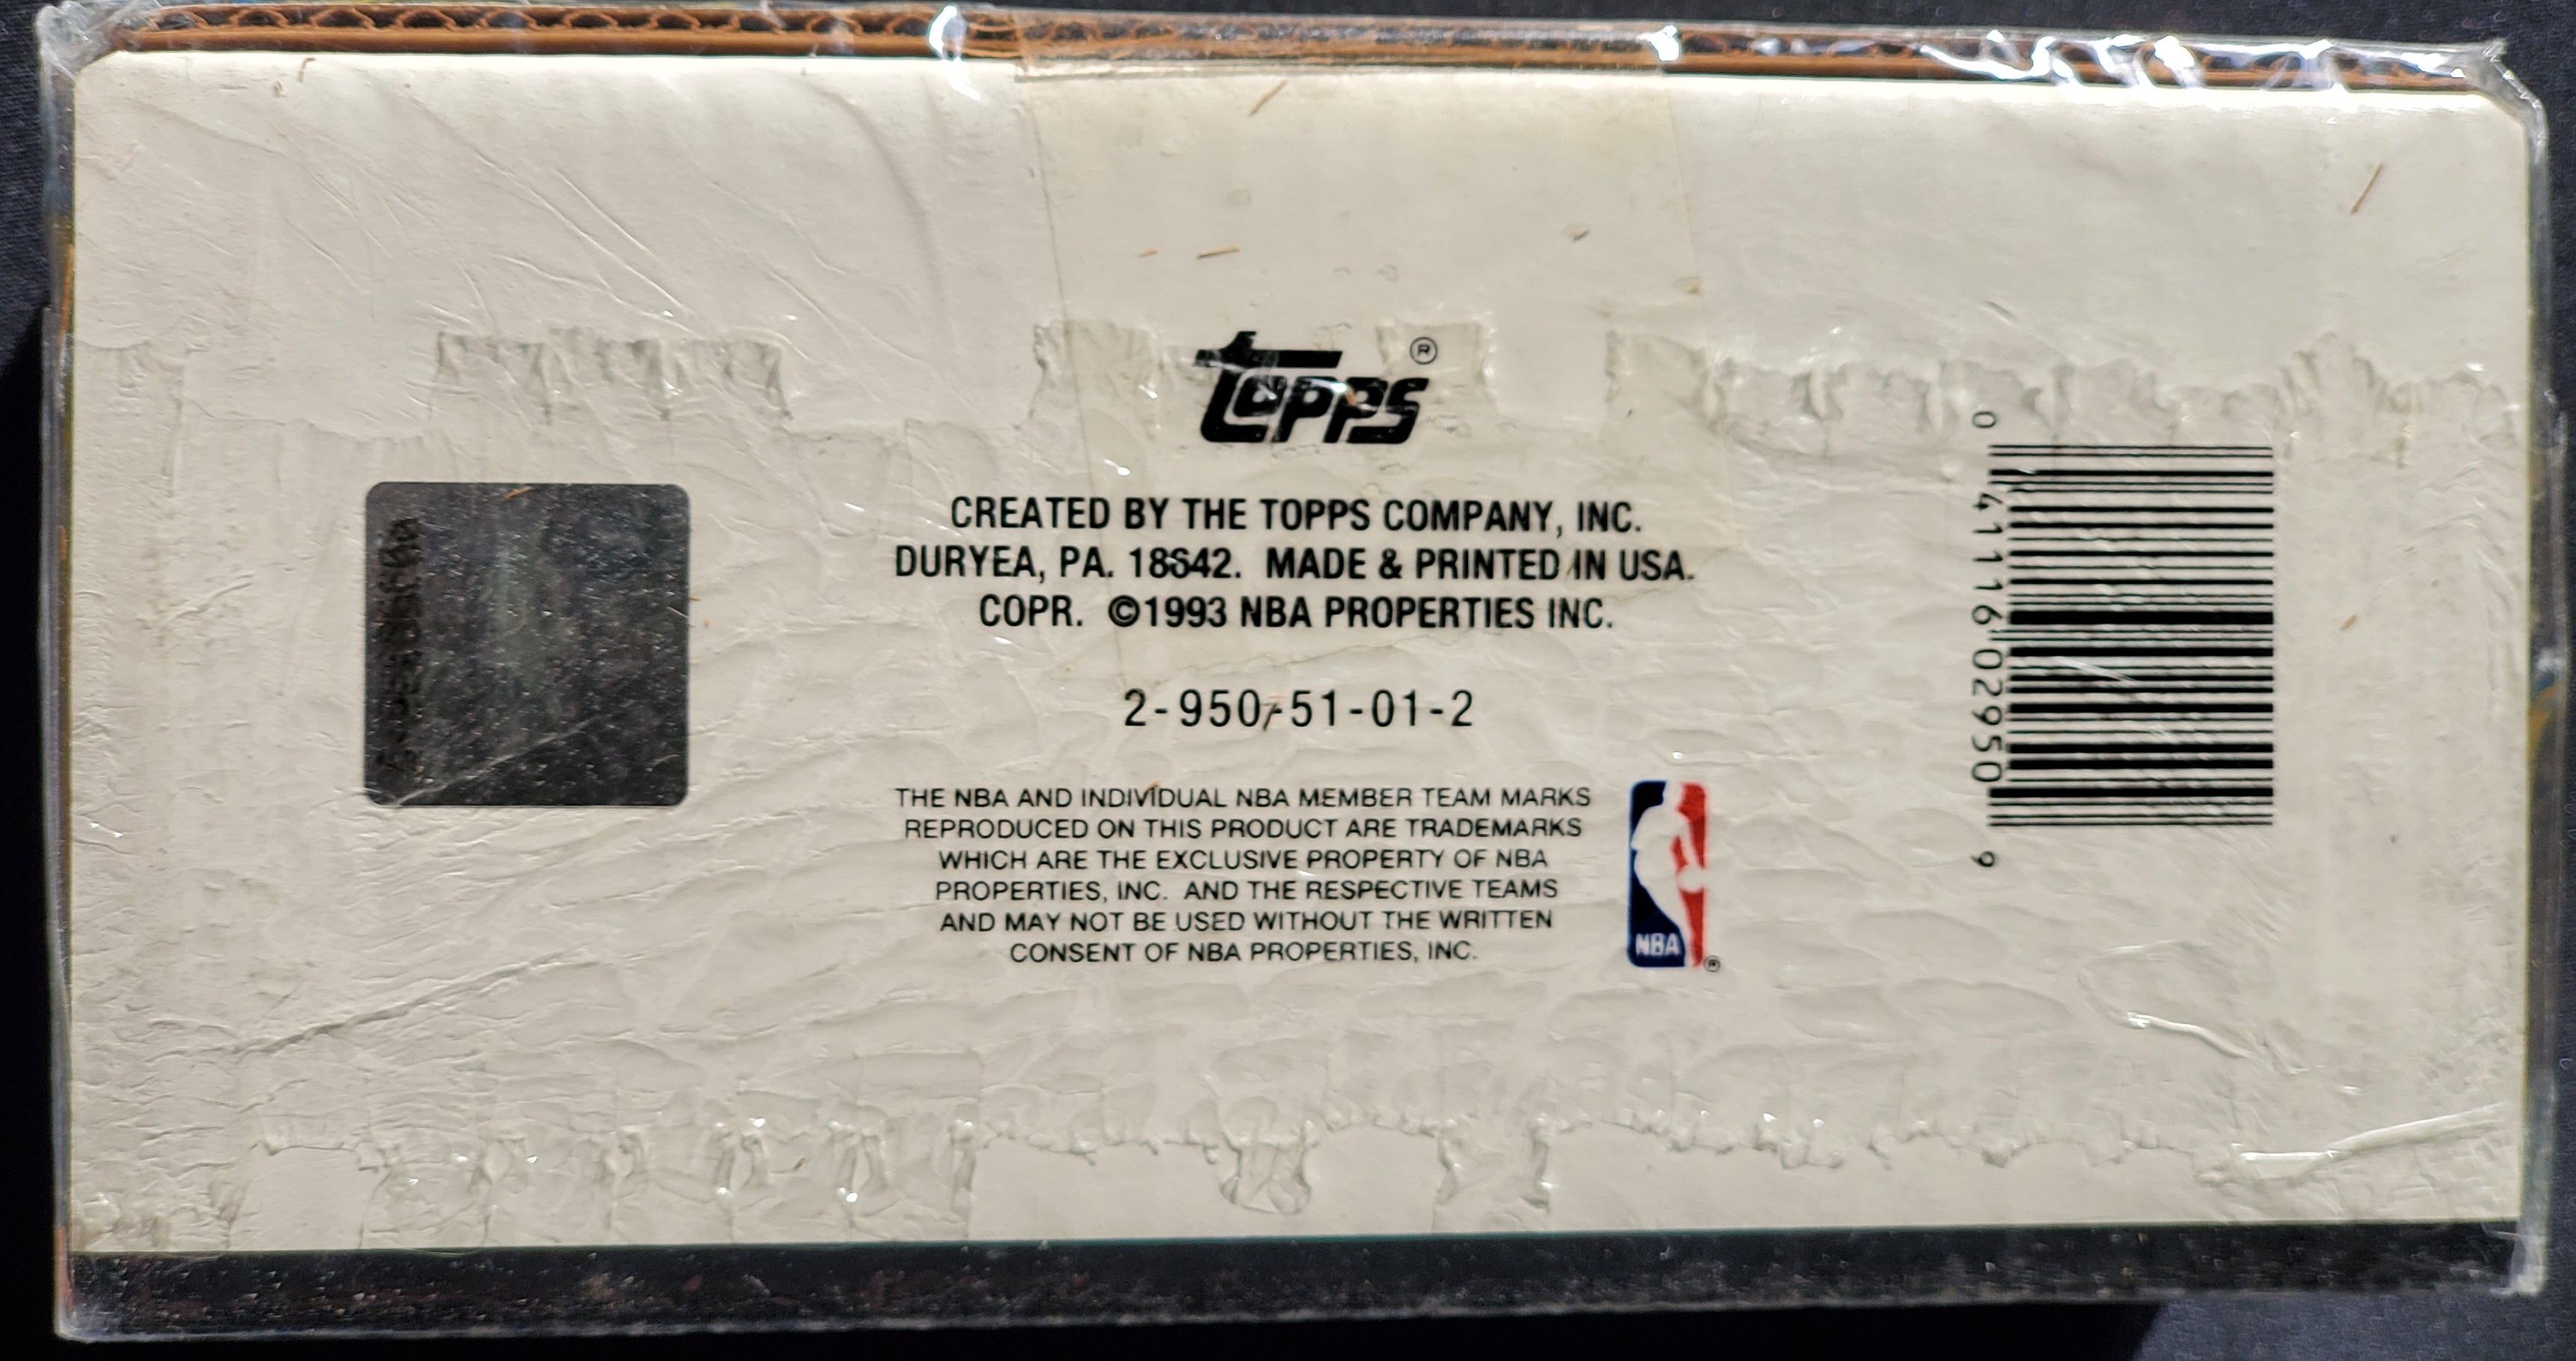 topps®
CREATED BY THE TOPPS COMPANY, INC.
DURYEA, PA. 18642. MADE & PRINTED IN USA.
COPR. ©1993 NBA PROPERTIES INC.
2-950-51-01-2
THE NBA AND INDIVIDUAL NBA MEMBER TEAM MARKS
REPRODUCED ON THIS PRODUCT ARE TRADEMARKS
WHICH ARE THE EXCLUSIVE PROPERTY OF NBA
PROPERTIES, INC. AND THE RESPECTIVE TEAMS
AND MAY NOT BE USED WITHOUT THE WRITTEN
CONSENT OF NBA PROPERTIES, INC.
NBA®
0 41116 02950 9